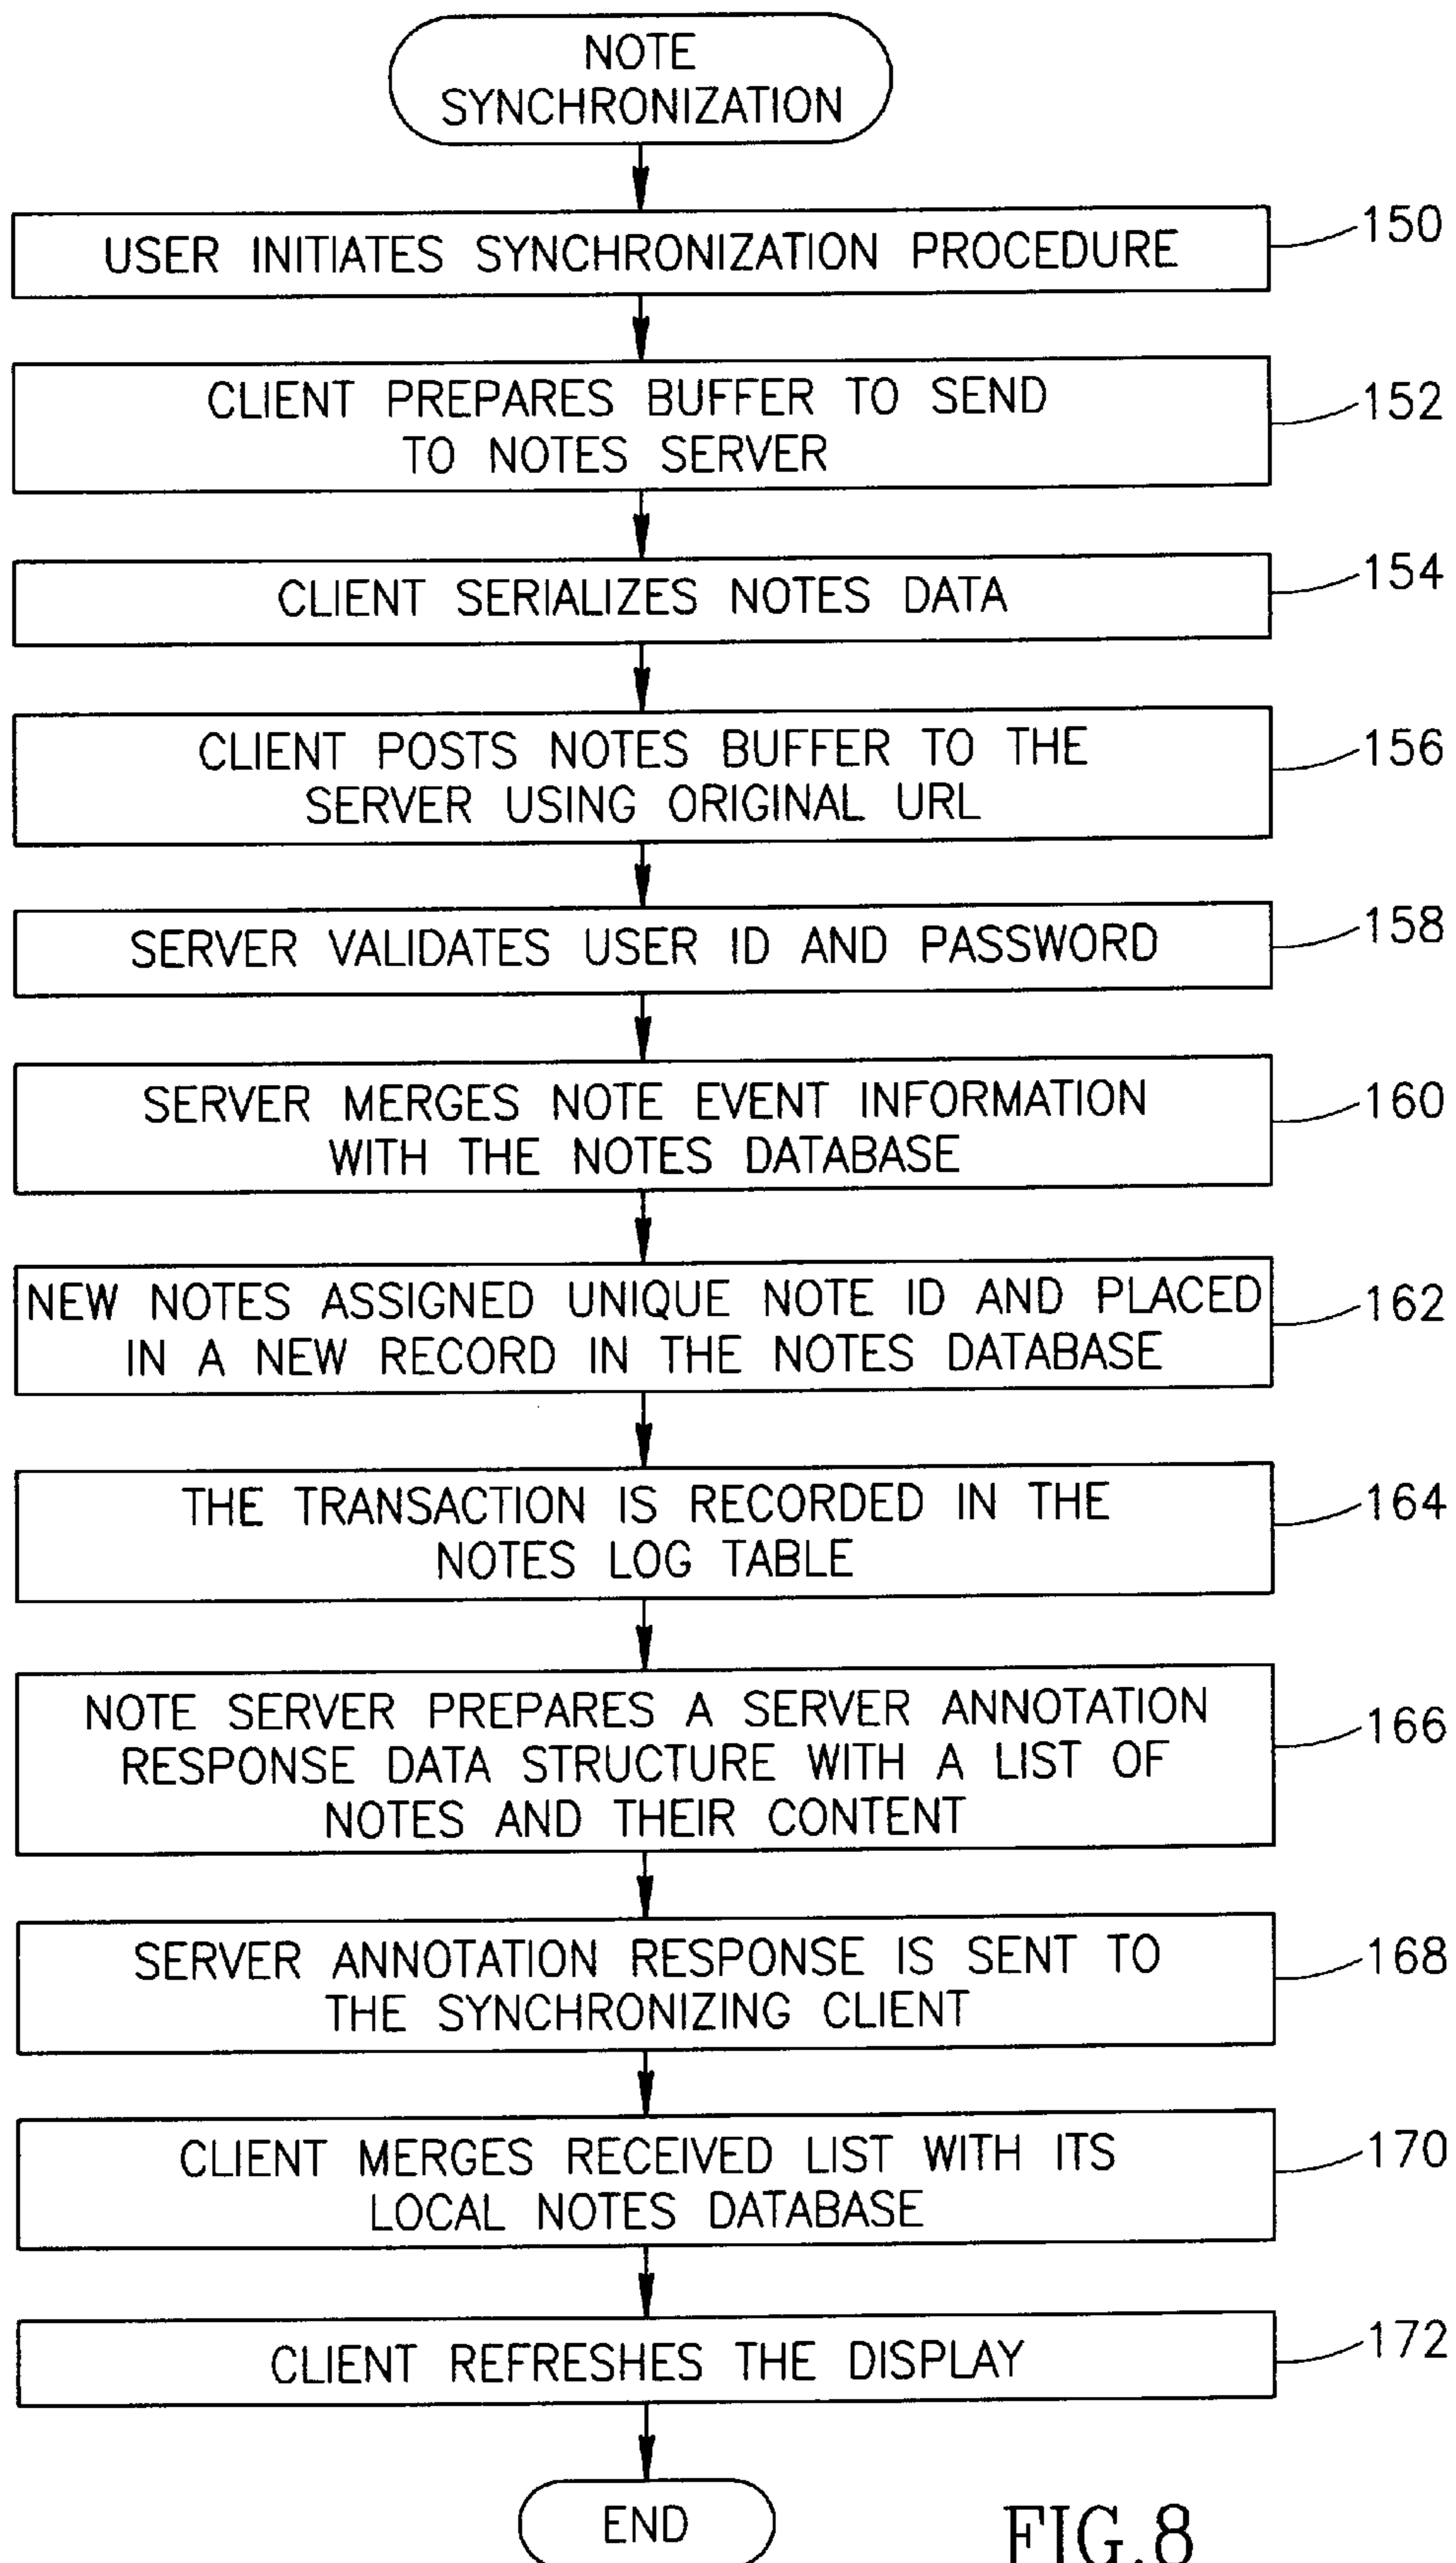 NOTE
SYNCHRONIZATION
USER INITIATES SYNCHRONIZATION PROCEDURE
150
CLIENT PREPARES BUFFER TO SEND
TO NOTES SERVER
152
CLIENT SERIALIZES NOTES DATA
154
CLIENT POSTS NOTES BUFFER TO THE
SERVER USING ORIGINAL URL
156
SERVER VALIDATES USER ID AND PASSWORD
158
SERVER MERGES NOTE EVENT INFORMATION
WITH THE NOTES DATABASE
160
NEW NOTES ASSIGNED UNIQUE NOTE ID AND PLACED
IN A NEW RECORD IN THE NOTES DATABASE
162
THE TRANSACTION IS RECORDED IN THE
NOTES LOG TABLE
164
NOTE SERVER PREPARES A SERVER ANNOTATION
RESPONSE DATA STRUCTURE WITH A LIST OF
NOTES AND THEIR CONTENT
166
SERVER ANNOTATION RESPONSE IS SENT TO
THE SYNCHRONIZING CLIENT
168
CLIENT MERGES RECEIVED LIST WITH ITS
LOCAL NOTES DATABASE
170
CLIENT REFRESHES THE DISPLAY
172
END
FIG.8